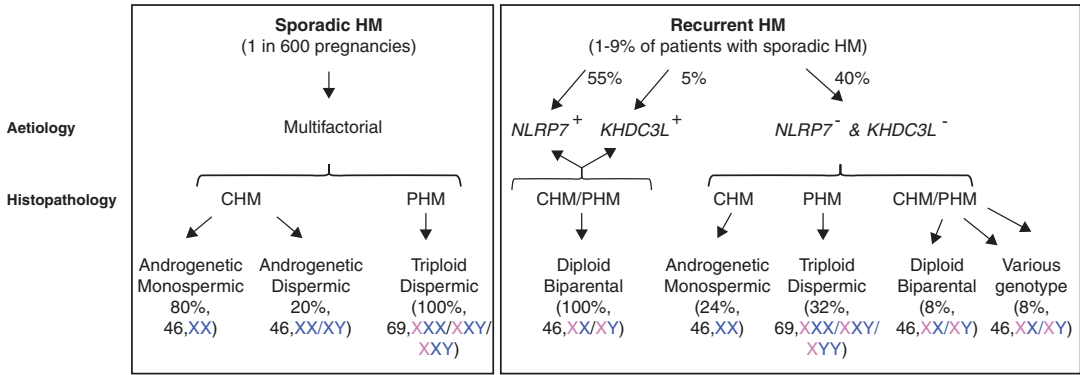 Sporadic HM
(1 in 600 pregnancies)
Recurrent HM
(1-9% of patients with sporadic HM)
55%
5%
40%
Aetiology
Multifactorial
NLRP7 +
KHDC3L +
NLRP7 - & KHDC3L -
Histopathology
CHM
PHM
CHM/PHM
CHM
PHM
CHM/PHM
Androgenetic
Monospermic
80%,
46,XX)
Androgenetic
Dispermic
20%,
46,XX/XY)
Triploid
Dispermic
(100%,
69,XXX/XXY/
XXY)
Diploid
Biparental
(100%,
46,XX/XY)
Androgenetic
Monospermic
(24%,
46,XX)
Triploid
Dispermic
(32%,
69,XXX/XXY/
XYY)
Diploid
Biparental
(8%,
46,XX/XY)
Various
genotype
(8%,
46,XX/XY)